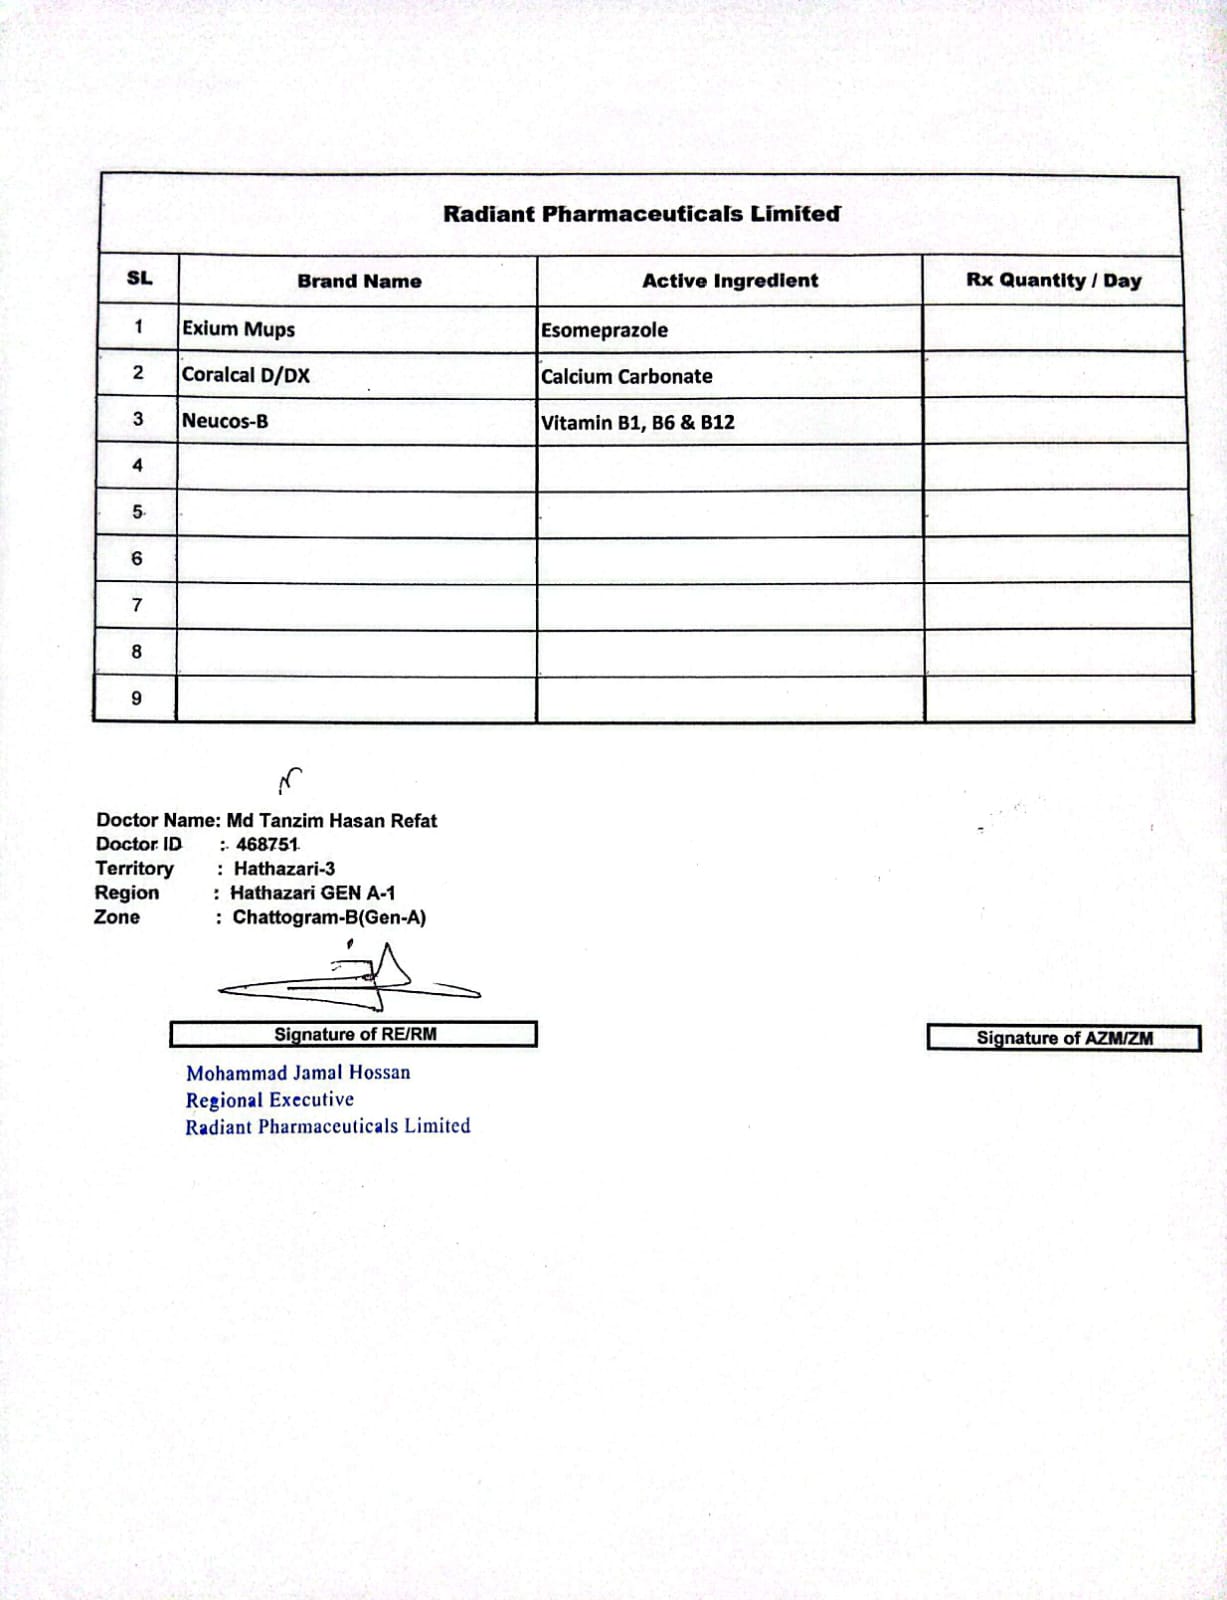 Radiant Pharmaceuticals Limited
SL Brand Name Active Ingredient Rx Quantity / Day
1 Exium Mups Esomeprazole
2 Coralcal D/DX Calcium Carbonate
3 Neucos-B Vitamin B1, B6 & B12
4
5
6
7
8
9
Doctor Name: Md Tanzim Hasan Refat
Doctor ID : 468751
Territory : Hathazari-3
Region : Hathazari GEN A-1
Zone : Chattogram-B(Gen-A)
Signature of RE/RM Signature of AZM/ZM
Mohammad Jamal Hossan
Regional Executive
Radiant Pharmaceuticals Limited